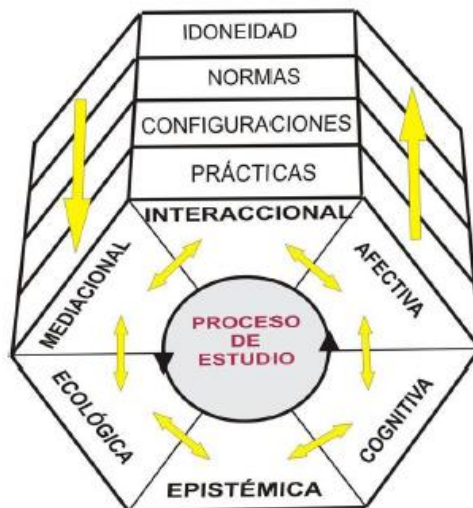 IDONEIDAD
NORMAS
CONFIGURACIONES
PRÁCTICAS
INTERACCIONAL
MEDIACIONAL
AFECTIVA
PROCESO
DE
ESTUDIO
ECOLÓGICA
COGNITIVA
EPISTÉMICA